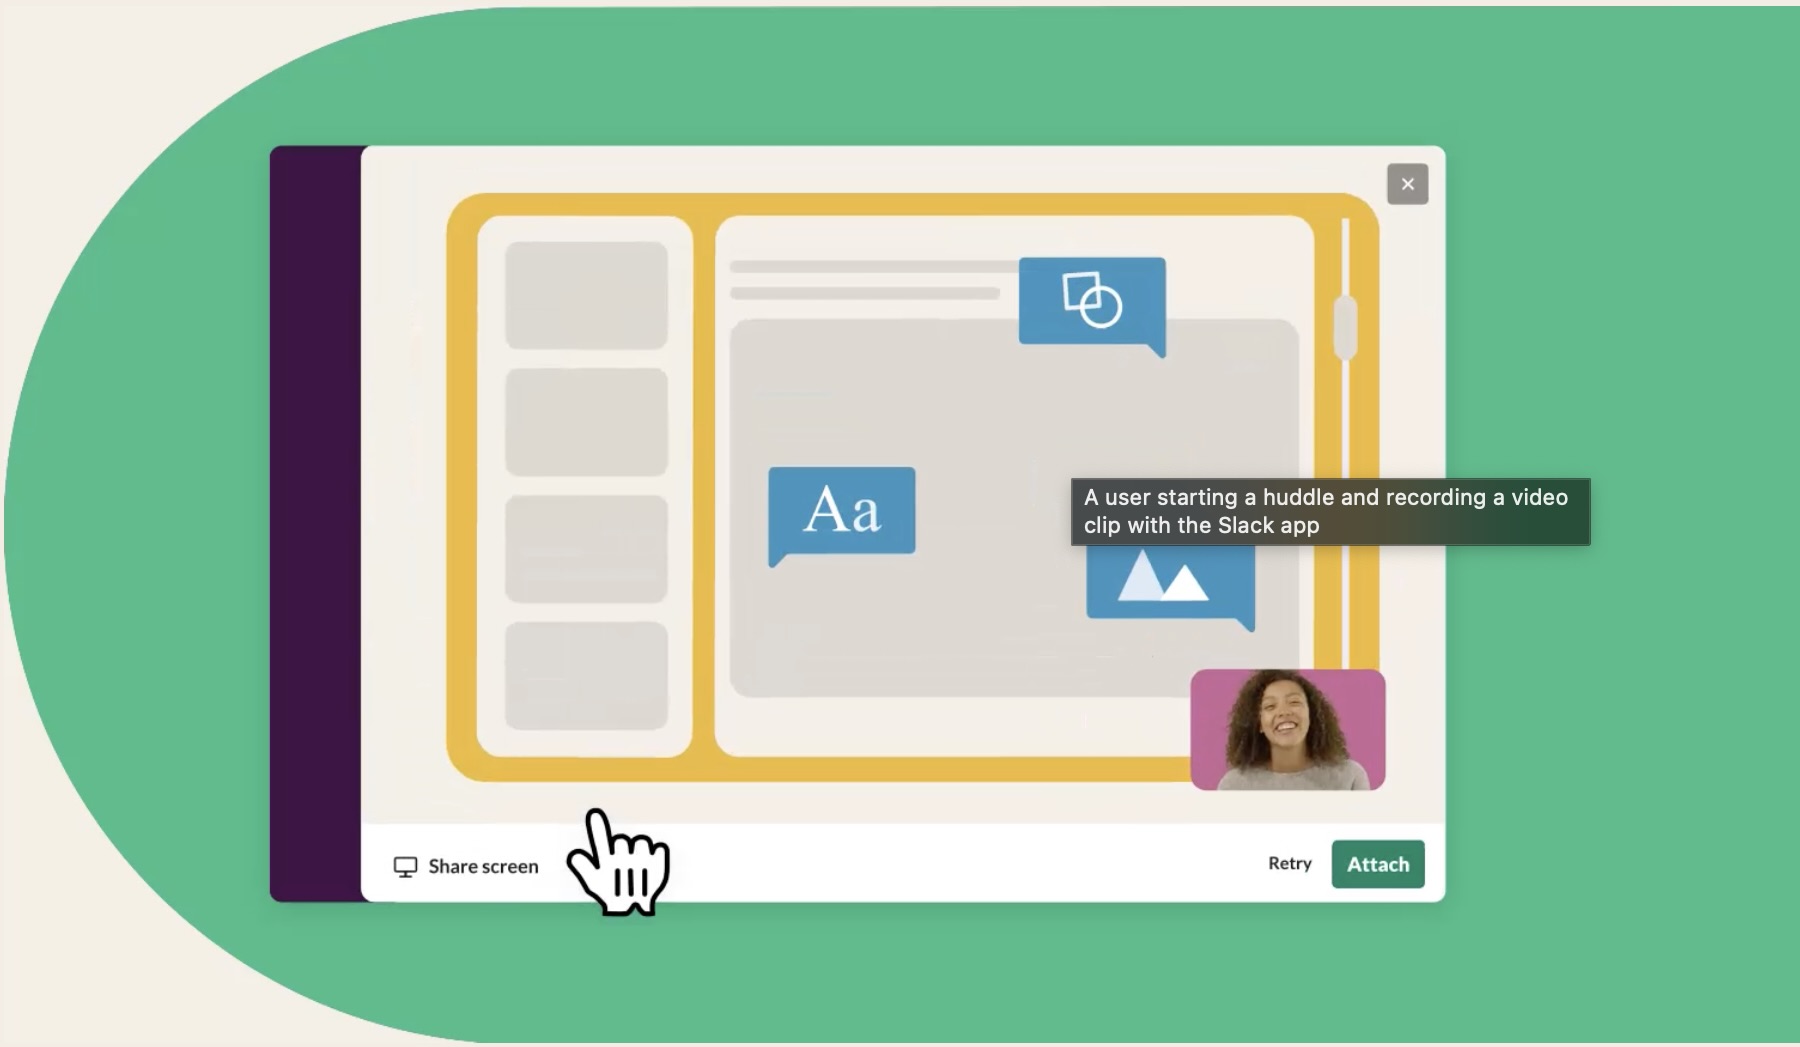 Aa
A user starting a huddle and recording a video
clip with the Slack app
Share screen
Retry
Attach